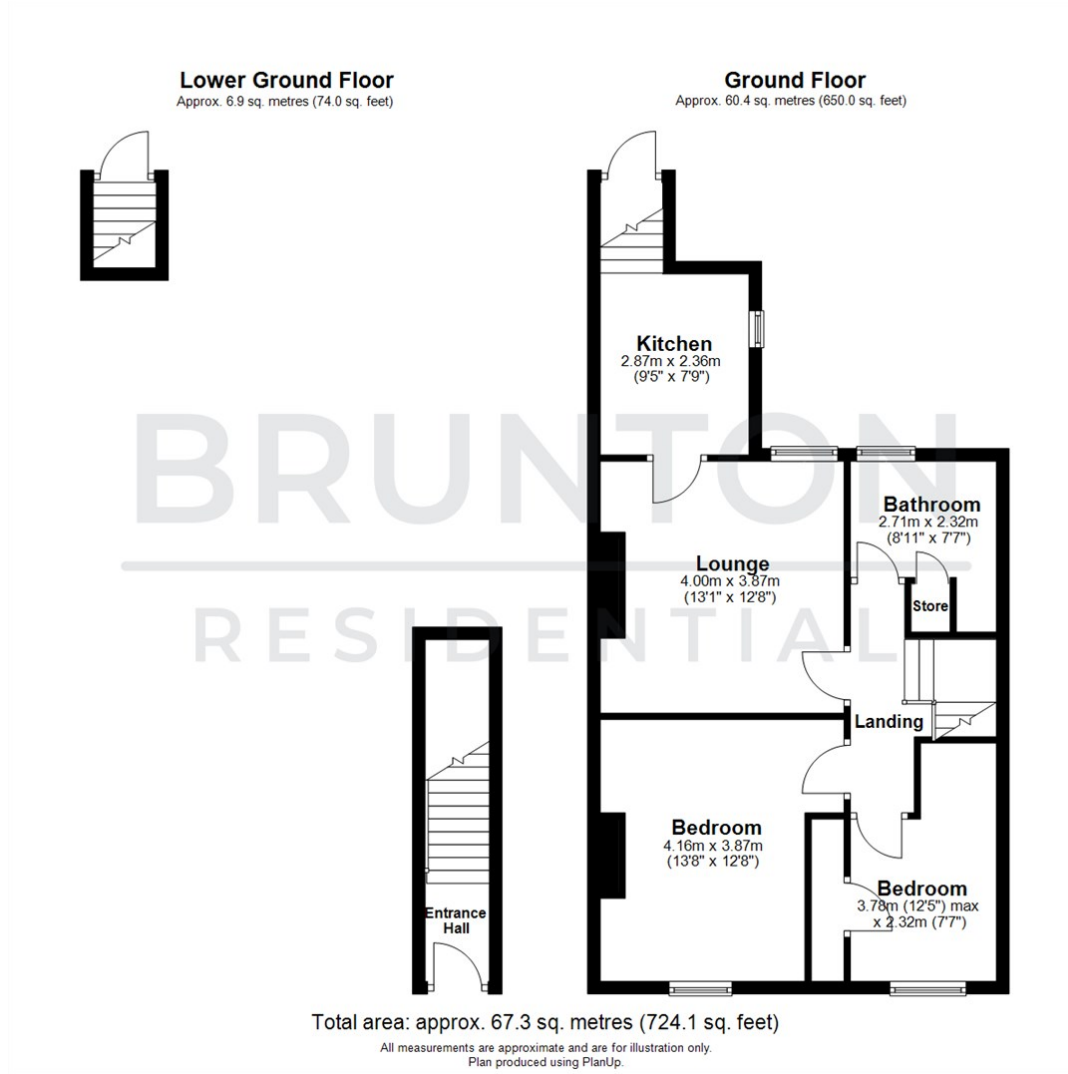 Lower Ground Floor
Approx. 6.9 sq. metres (74.0 sq. feet)
Ground Floor
Approx. 60.4 sq. metres (650.0 sq. feet)
Kitchen
2.87m x 2.36m
(9'5" x 7'9")
BRUNTON
RESIDENTIAL
Bathroom
2.71m x 2.32m
(8'11" x 7'7")
Lounge
4.00m x 3.87m
(13'1" x 12'8")
Store
Landing
Bedroom
4.16m x 3.87m
(13'8" x 12'8")
Bedroom
3.78m (12'5") max
x 2.32m (7'7")
Entrance
Hall
Total area: approx. 67.3 sq. metres (724.1 sq. feet)
All measurements are approximate and are for illustration only.
Plan produced using PlanUp.